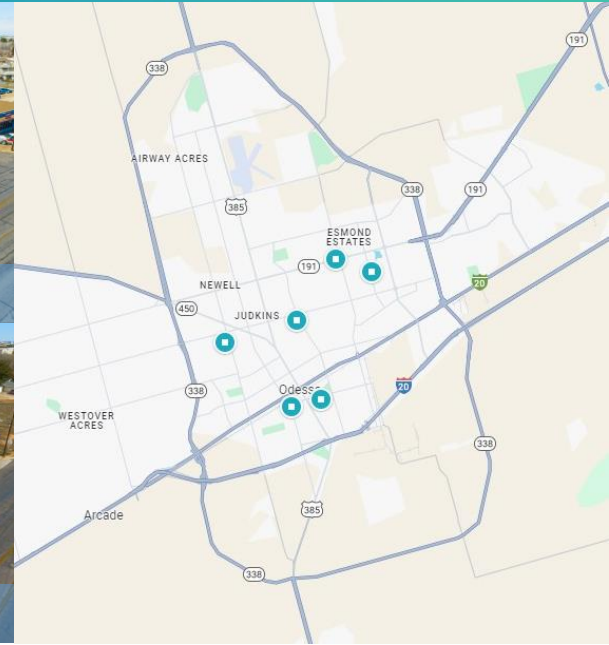 191
338
AIRWAY ACRES
385
338
191
ESMOND
ESTATES
191
20
NEWELL
450
JUDKINS
20
338
Odessa
WESTOVER
ACRES
338
385
Arcade
338